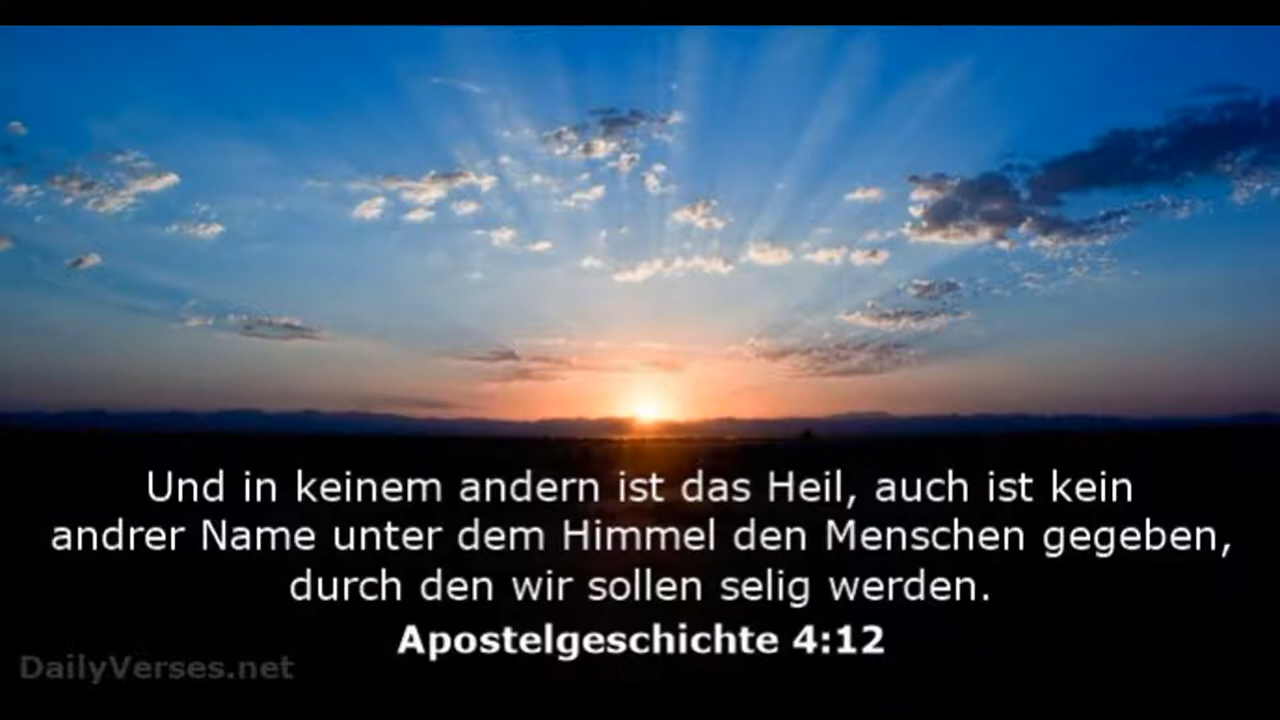 Und in keinem andern ist das Heil, auch ist kein
andrer Name unter dem Himmel den Menschen gegeben,
durch den wir sollen selig werden.
Apostelgeschichte 4:12
DailyVerses.net